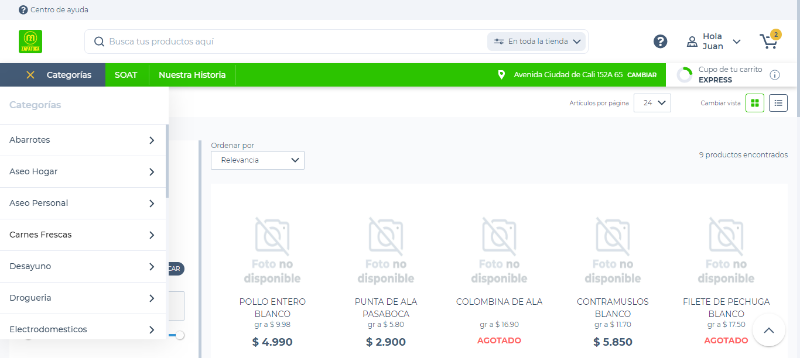 Centro de ayuda
Busca tus productos aquí
En toda la tienda
Hola
Juan
2
Categorías
SOAT
Nuestra Historia
Avenida Ciudad de Cali 152A 65 CAMBIAR
Cupo de tu carrito
EXPRESS
Categorías
Artículos por página
24
Cambiar vista
Abarrotes
Aseo Hogar
Aseo Personal
Carnes Frescas
Desayuno
Drogueria
Electrodomesticos
CAR
Ordenar por
Relevancia
9 productos encontrados
Foto no
disponible
POLLO ENTERO
BLANCO
gr a $ 9.98
$ 4.990
Foto no
disponible
PUNTA DE ALA
PASABOCA
gr a $ 5.80
$ 2.900
Foto no
disponible
COLOMBINA DE ALA
gr a $ 16.90
AGOTADO
Foto no
disponible
CONTRAMUSLOS
BLANCO
gr a $ 11.70
$ 5.850
Foto no
disponible
FILETE DE PECHUGA
BLANCO
gr a $ 17.50
AGOTADO